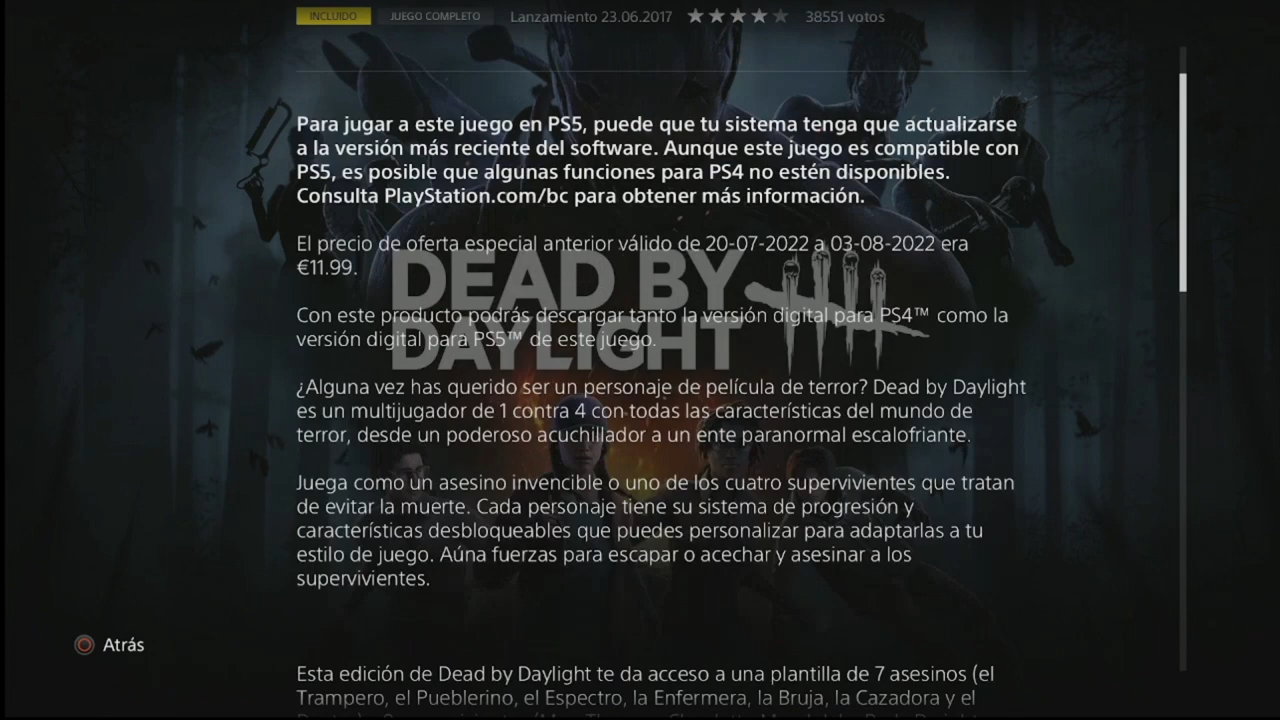 INCLUIDO JUEGO COMPLETO Lanzamiento 23.06.2017 38551 votos
Para jugar a este juego en PS5, puede que tu sistema tenga que actualizarse
a la versión más reciente del software. Aunque este juego es compatible con
PS5, es posible que algunas funciones para PS4 no estén disponibles.
Consulta PlayStation.com/bc para obtener más información.
El precio de oferta especial anterior válido de 20-07-2022 a 03-08-2022 era
€11.99.
DEAD BY
DAYLIGHT
Con este producto podrás descargar tanto la versión digital para PS4™ como la
versión digital para PS5™ de este juego.
¿Alguna vez has querido ser un personaje de película de terror? Dead by Daylight
es un multijugador de 1 contra 4 con todas las características del mundo de
terror, desde un poderoso acuchillador a un ente paranormal escalofriante.
Juega como un asesino invencible o uno de los cuatro supervivientes que tratan
de evitar la muerte. Cada personaje tiene su sistema de progresión y
características desbloqueables que puedes personalizar para adaptarlas a tu
estilo de juego. Aúna fuerzas para escapar o acechar y asesinar a los
supervivientes.
Atrás
Esta edición de Dead by Daylight te da acceso a una plantilla de 7 asesinos (el
Trampero, el Pueblerino, el Espectro, la Enfermera, la Bruja, la Cazadora y el